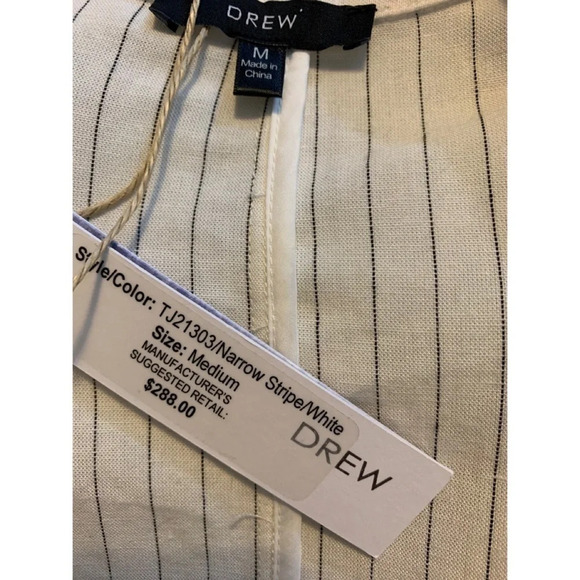 DREW
M
Made in
China
Style/Color: TJ21303/Narrow Stripe/White
Size: Medium
MANUFACTURER'S
SUGGESTED RETAIL:
$288.00
DREW